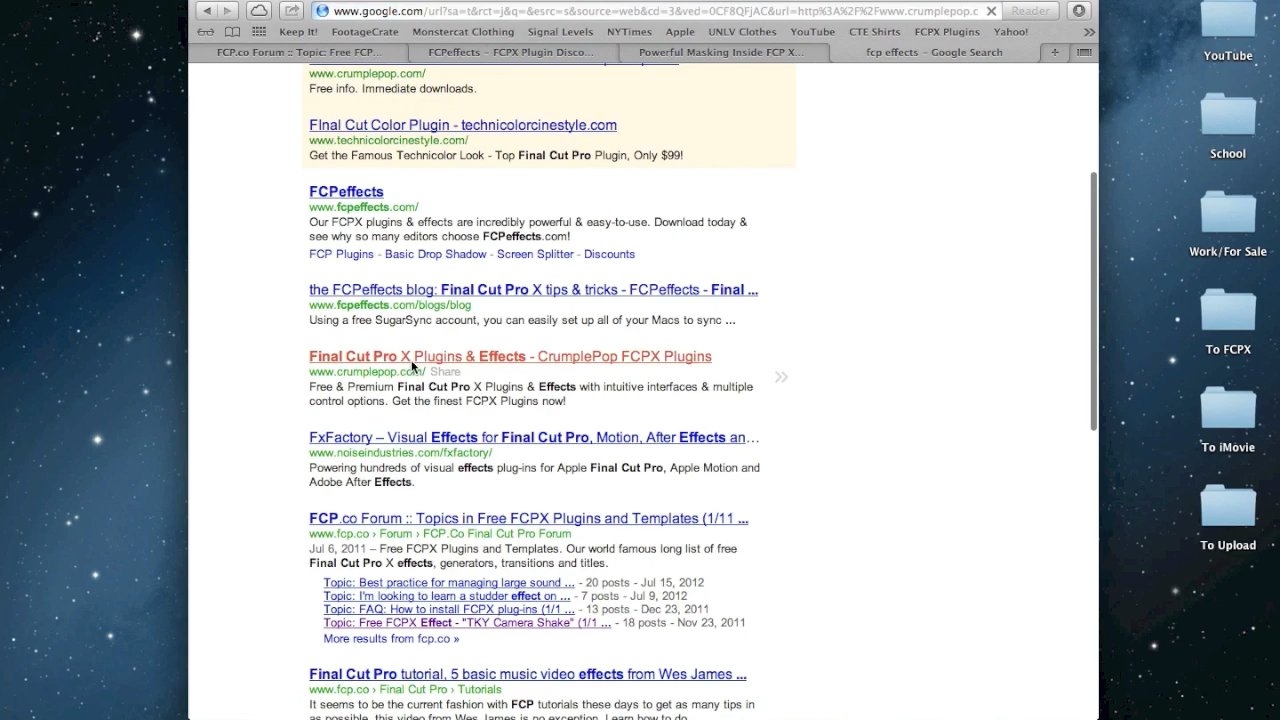 www.google.com/url?sa=t&rct=j&q=&esrc=s&source=web&cd=3&ved=0CF8QFjAC&url=http%3A%2F%2Fwww.crumplepop.c
Reader
Keep It! FootageCrate Monstercat Clothing Signal Levels NYTimes Apple UNLV Clothes YouTube CTE Shirts FCPX Plugins Yahoo!
FCP.co Forum :: Topic: Free FCP... FCPeffects – FCPX Plugin Disco... Powerful Masking Inside FCP X... fcp effects – Google Search
www.crumplepop.com/
Free info. Immediate downloads.
FInal Cut Color Plugin - technicolorcinestyle.com
www.technicolorcinestyle.com/
Get the Famous Technicolor Look - Top Final Cut Pro Plugin, Only $99!
FCPeffects
www.fcpeffects.com/
Our FCPX plugins & effects are incredibly powerful & easy-to-use. Download today &
see why so many editors choose FCPeffects.com!
FCP Plugins - Basic Drop Shadow - Screen Splitter - Discounts
the FCPeffects blog: Final Cut Pro X tips & tricks - FCPeffects - Final ...
www.fcpeffects.com/blogs/blog
Using a free SugarSync account, you can easily set up all of your Macs to sync ...
Final Cut Pro X Plugins & Effects - CrumplePop FCPX Plugins
www.crumplepop.com/ Share
Free & Premium Final Cut Pro X Plugins & Effects with intuitive interfaces & multiple
control options. Get the finest FCPX Plugins now!
FxFactory – Visual Effects for Final Cut Pro, Motion, After Effects an...
www.noiseindustries.com/fxfactory/
Powering hundreds of visual effects plug-ins for Apple Final Cut Pro, Apple Motion and
Adobe After Effects.
FCP.co Forum :: Topics in Free FCPX Plugins and Templates (1/11 ...
www.fcp.co › Forum › FCP.Co Final Cut Pro Forum
Jul 6, 2011 – Free FCPX Plugins and Templates. Our world famous long list of free
Final Cut Pro X effects, generators, transitions and titles.
Topic: Best practice for managing large sound ... - 20 posts - Jul 15, 2012
Topic: I'm looking to learn a studder effect on ... - 7 posts - Jul 9, 2012
Topic: FAQ: How to install FCPX plug-ins (1/1 ... - 13 posts - Dec 23, 2011
Topic: Free FCPX Effect - "TKY Camera Shake" (1/1 ... - 18 posts - Nov 23, 2011
More results from fcp.co »
Final Cut Pro tutorial, 5 basic music video effects from Wes James ...
www.fcp.co › Final Cut Pro › Tutorials
It seems to be the current fashion with FCP tutorials these days to get as many tips in
as possible, this video from Wes James is no exception. Learn how to do
YouTube
School
Work/For Sale
To FCPX
To iMovie
To Upload